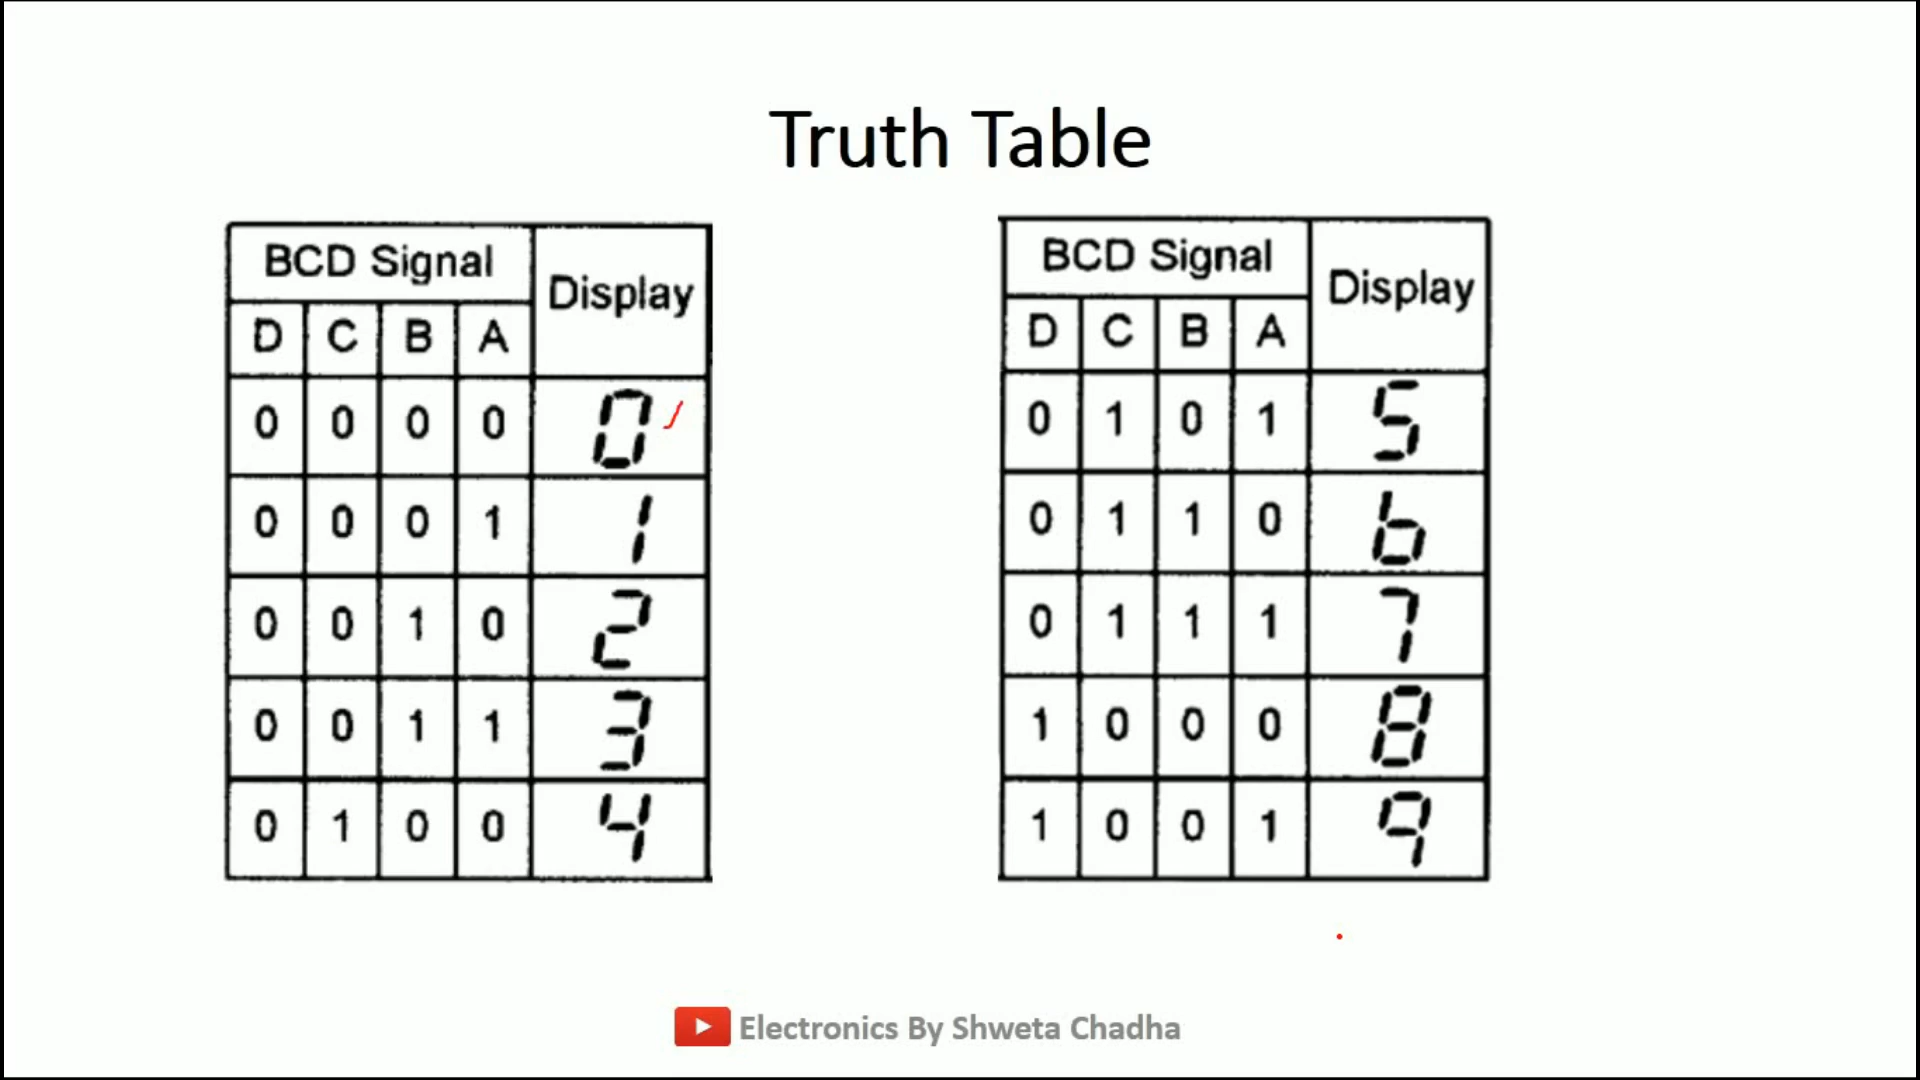 Truth Table
BCD Signal Display
D C B A
0 0 0 0 0
0 0 0 1 1
0 0 1 0 2
0 0 1 1 3
0 1 0 0 4
BCD Signal Display
D C B A
0 1 0 1 5
0 1 1 0 6
0 1 1 1 7
1 0 0 0 8
1 0 0 1 9
Electronics By Shweta Chadha